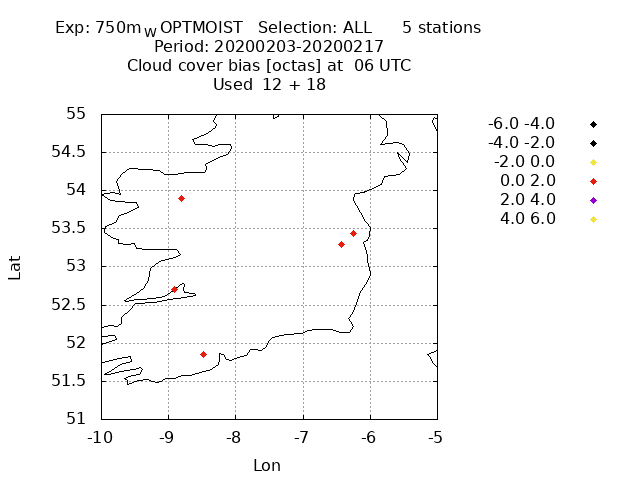 Exp: 750m_W OPTMOIST   Selection: ALL      5 stations
Period: 20200203-20200217
Cloud cover bias [octas] at  06 UTC
Used  12 + 18
-6.0 -4.0
-4.0 -2.0
-2.0 0.0
0.0 2.0
2.0 4.0
4.0 6.0
55
54.5
54
53.5
53
52.5
52
51.5
51
Lat
-10 -9 -8 -7 -6 -5
Lon